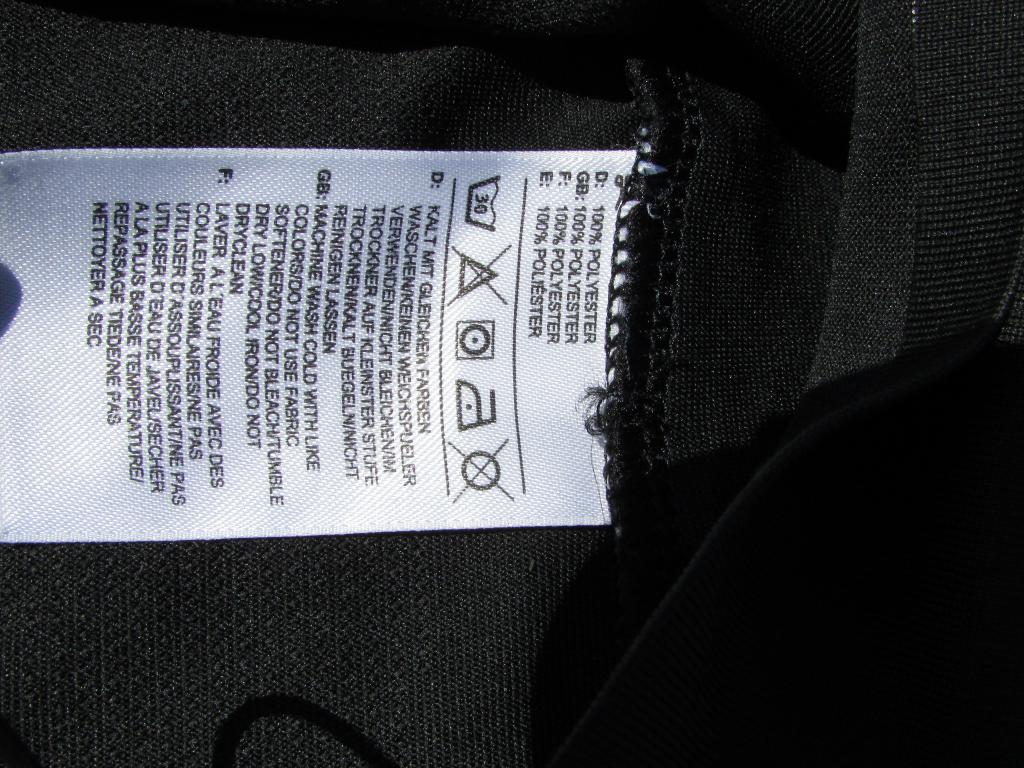 D: 100% POLYESTER
GB: 100% POLYESTER
F: 100% POLYESTER
E: 100% POLIÉSTER
30
D: KALT MIT GLEICHEN FARBEN
WASCHEN/KEINEN WEICHSPUELER
VERWENDEN/NICHT BLEICHEN/IM
TROCKNER AUF KLEINSTER STUFE
TROCKNEN/KALT BUEGELN/NICHT
REINIGEN LASSEN
GB: MACHINE WASH COLD WITH LIKE
COLORS/DO NOT USE FABRIC
SOFTENER/DO NOT BLEACH/TUMBLE
DRY LOW/COOL IRON/DO NOT
DRYCLEAN
F: LAVER A L'EAU FROIDE AVEC DES
COULEURS SIMILAIRES/NE PAS
UTILISER D'ASSOUPLISSANT/NE PAS
UTILISER D'EAU DE JAVEL/SECHER
A LA PLUS BASSE TEMPERATURE/
REPASSAGE TIEDE/NE PAS
NETTOYER A SEC